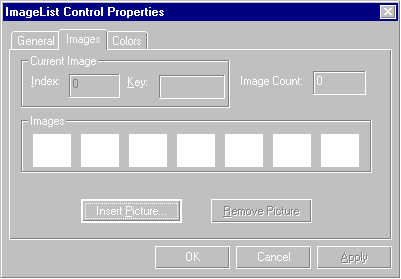 ImageList Control Properties
General Images Colors
Current Image
Index: 0 Key: Image Count: 0
Images
Insert Picture... Remove Picture
OK Cancel Apply